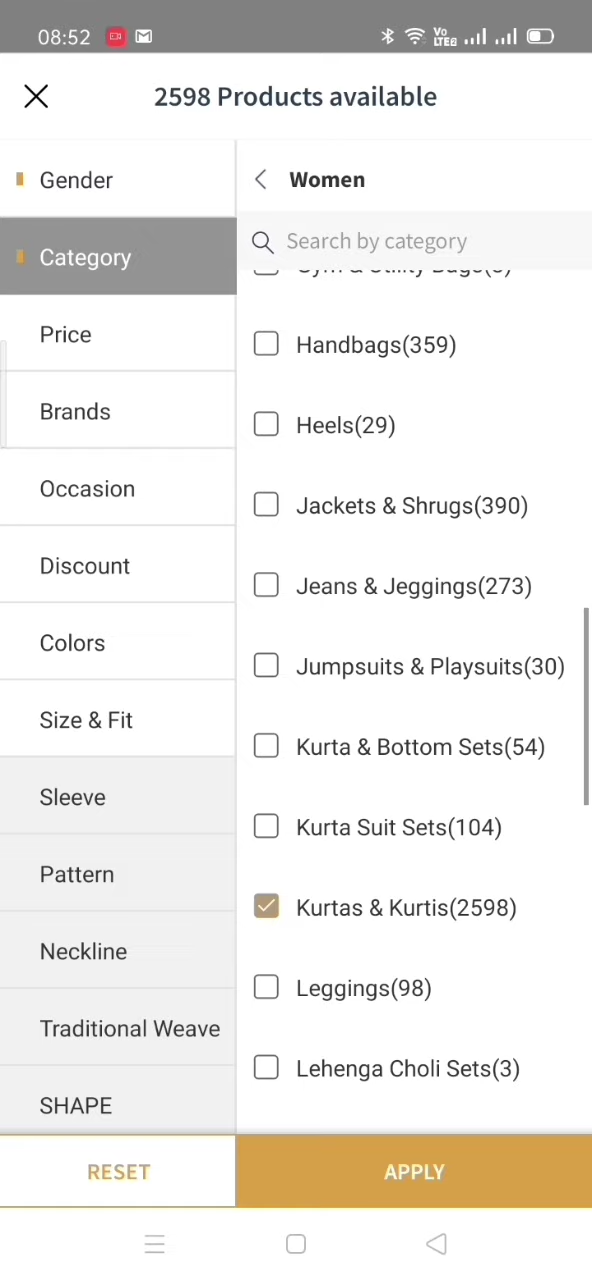 08:52
Vo LTE2
2598 Products available
Gender
Category
Price
Brands
Occasion
Discount
Colors
Size & Fit
Sleeve
Pattern
Neckline
Traditional Weave
SHAPE
Women
Search by category
Handbags(359)
Heels(29)
Jackets & Shrugs(390)
Jeans & Jeggings(273)
Jumpsuits & Playsuits(30)
Kurta & Bottom Sets(54)
Kurta Suit Sets(104)
Kurtas & Kurtis(2598)
Leggings(98)
Lehenga Choli Sets(3)
RESET
APPLY